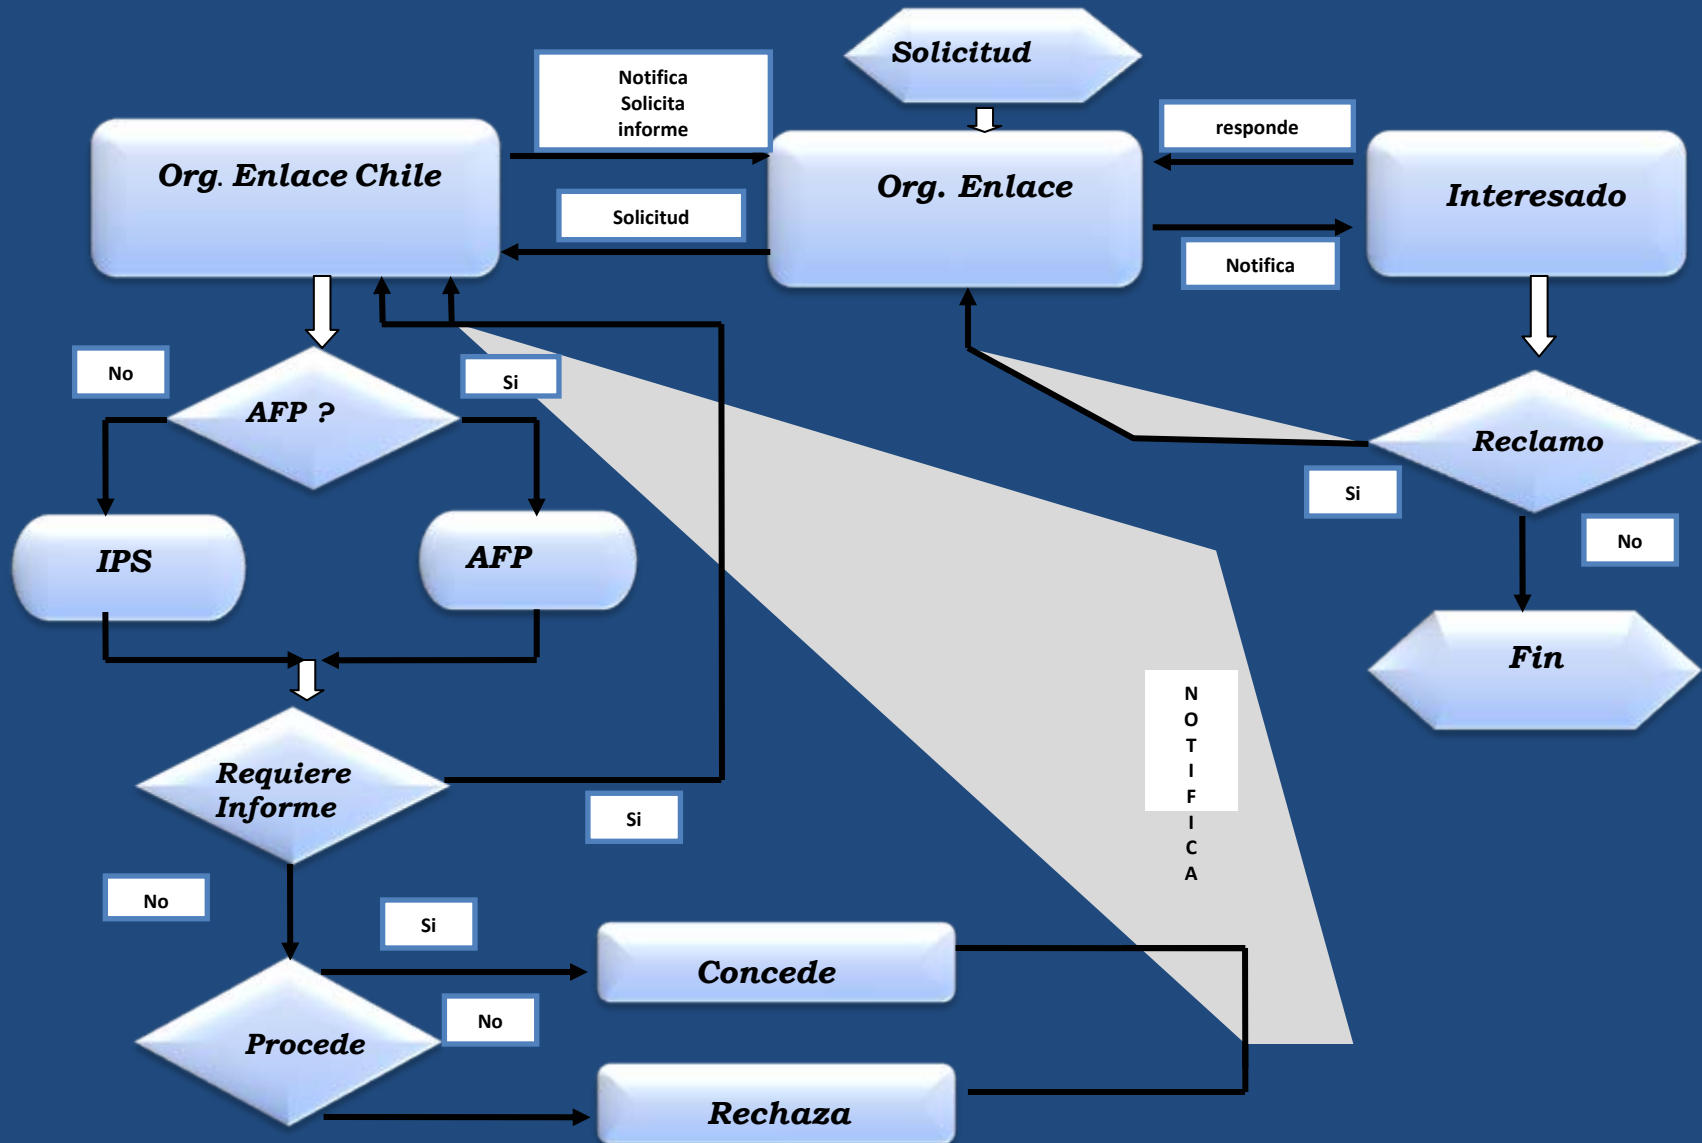 Solicitud
Notifica
Solicita
informe
responde
Org. Enlace Chile
Org. Enlace
Interesado
Solicitud
Notifica
No
Si
AFP ?
Reclamo
Si
No
IPS
AFP
Fin
N
O
T
I
F
I
C
A
Requiere
Informe
Si
No
Si
Concede
No
Procede
Rechaza